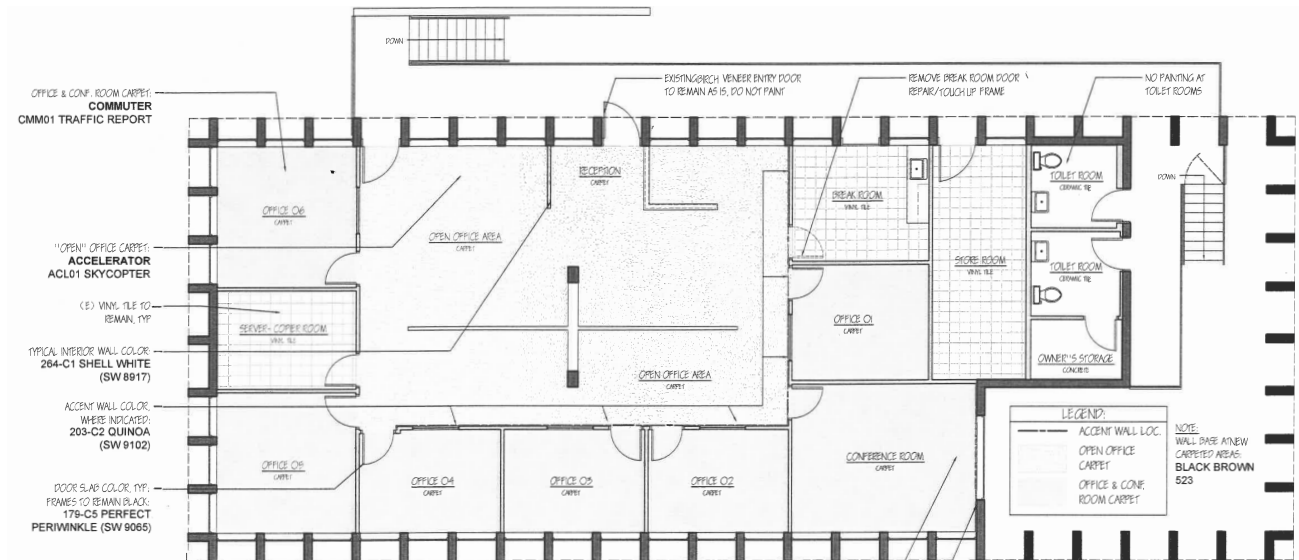 DOWN
OFFICE & CONF. ROOM CARPET:
COMMUTER
CMM01 TRAFFIC REPORT
EXISTING BIRCH VENEER ENTRY DOOR
TO REMAIN AS IS, DO NOT PAINT
REMOVE BREAK ROOM DOOR
REPAIR/TOUCH UP FRAME
NO PAINTING AT
TOILET ROOMS
RECEPTION
CARPET
OFFICE 06
CARPET
OPEN OFFICE AREA
CARPET
BREAK ROOM
VINYL TILE
TOILET ROOM
CERAMIC TILE
DOWN
"OPEN" OFFICE CARPET:
ACCELERATOR
ACL01 SKYCOPTER
STORE ROOM
VINYL TILE
TOILET ROOM
CERAMIC TILE
(E) VINYL TILE TO
REMAIN, TYP
SERVER- COPIER ROOM
VINYL TILE
OFFICE 01
CARPET
TYPICAL INTERIOR WALL COLOR:
264-C1 SHELL WHITE
(SW 8917)
OPEN OFFICE AREA
CARPET
OWNER"S STORAGE
CONCRETE
ACCENT WALL COLOR,
WHERE INDICATED:
203-C2 QUINOA
(SW 9102)
OFFICE 05
CARPET
OFFICE 04
CARPET
OFFICE 03
CARPET
OFFICE 02
CARPET
CONFERENCE ROOM
CARPET
DOOR SLAB COLOR, TYP.
FRAMES TO REMAIN BLACK:
179-C5 PERFECT
PERIWINKLE (SW 9065)
LEGEND:
ACCENT WALL LOC.
OPEN OFFICE
CARPET
OFFICE & CONF.
ROOM CARPET
NOTE:
WALL BASE AT NEW
CARPETED AREAS:
BLACK BROWN
523